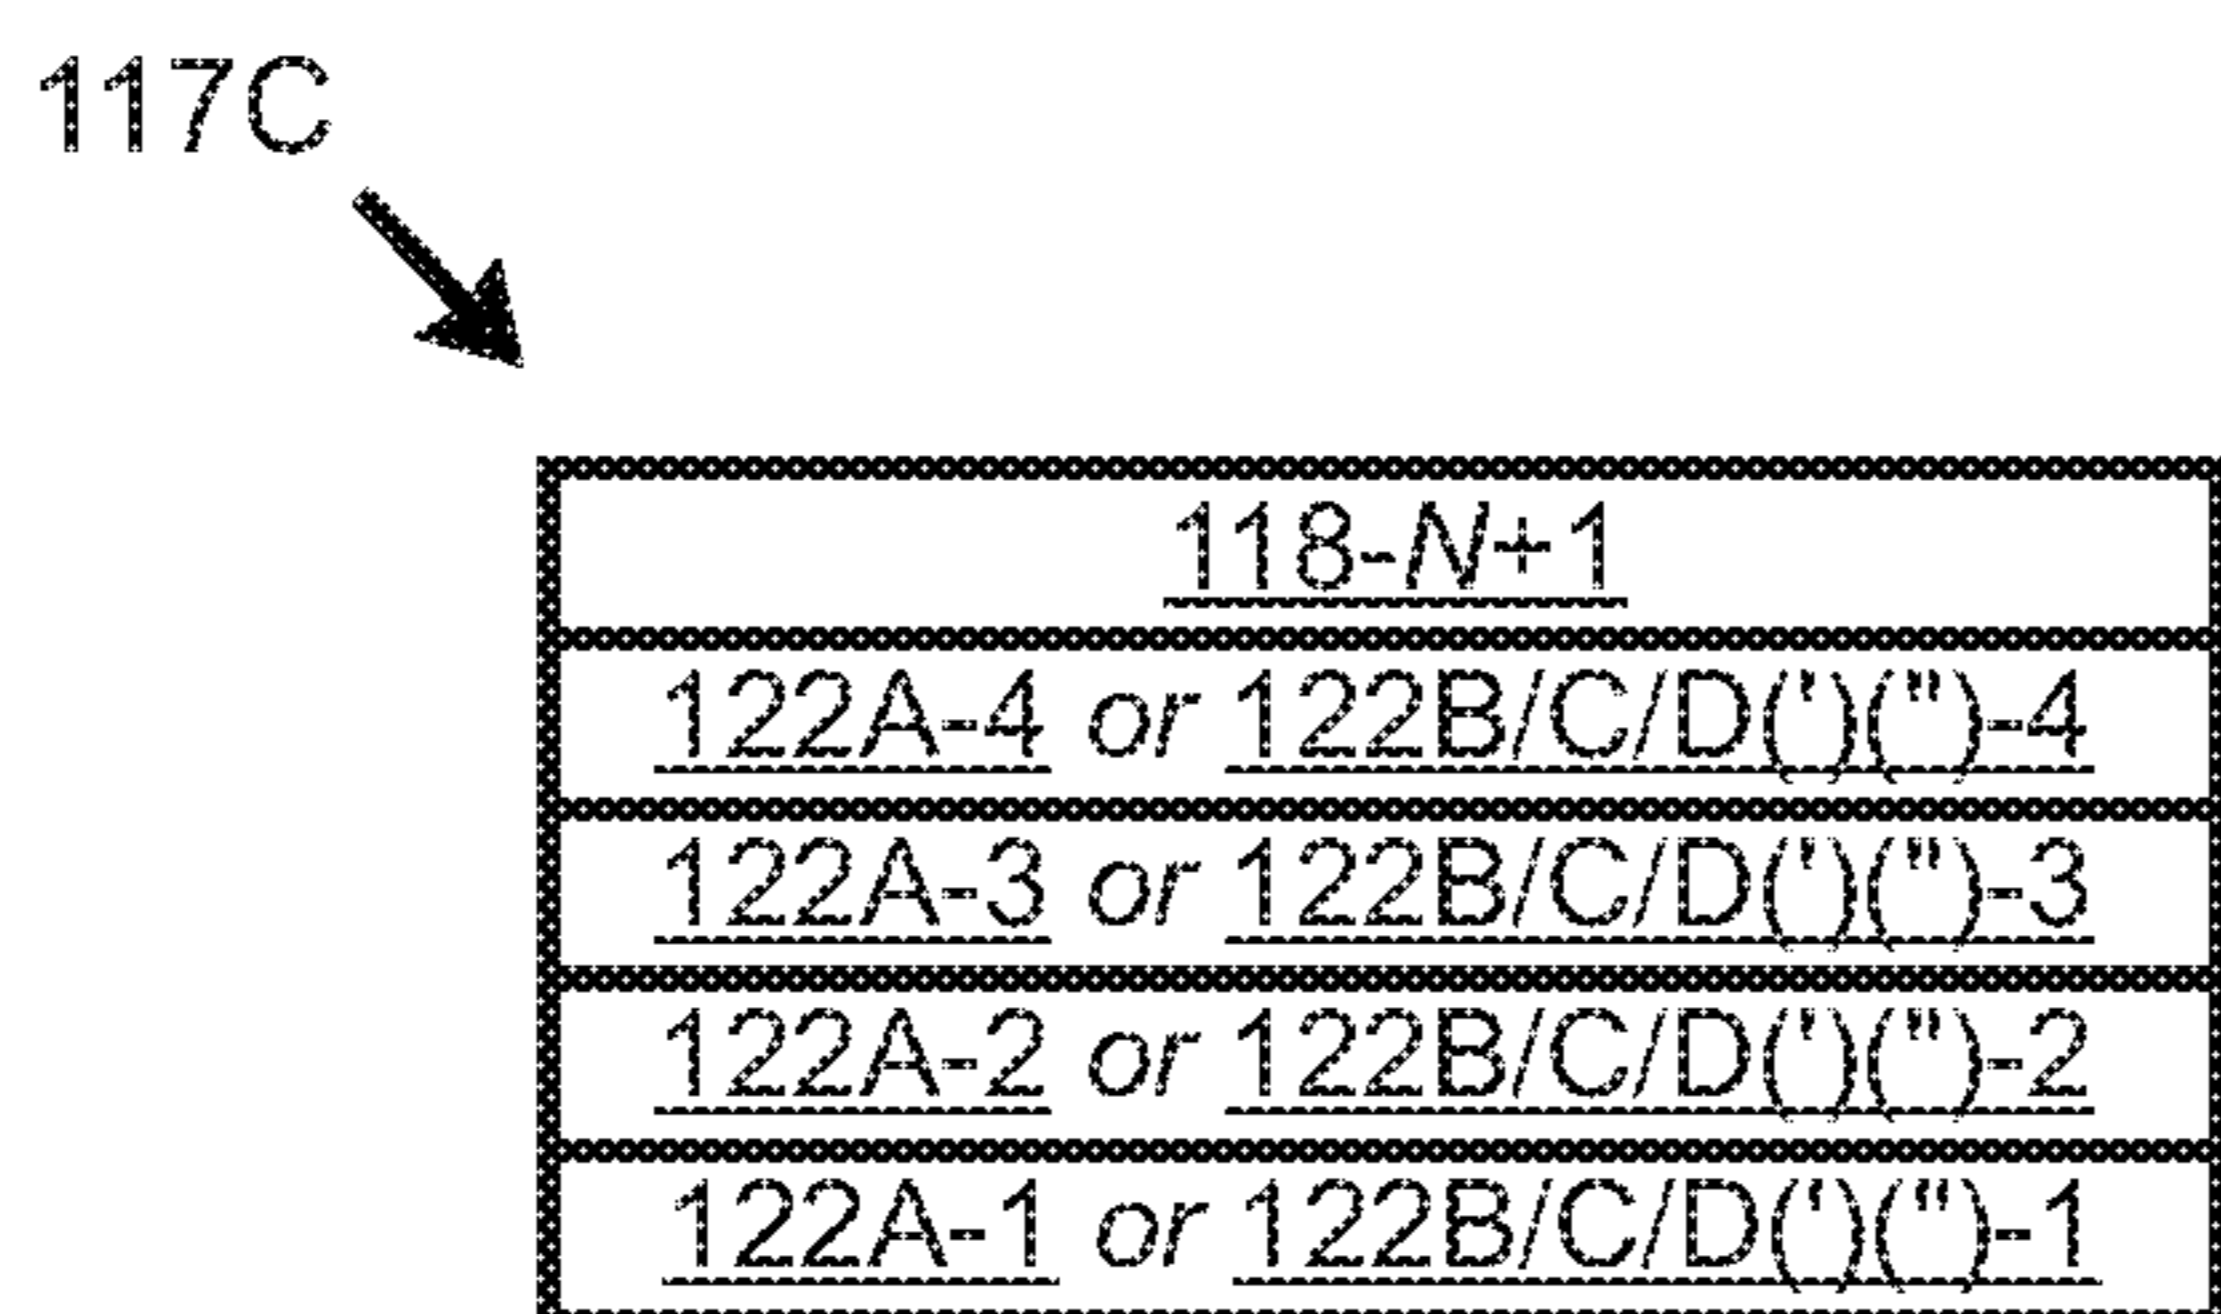 117C
118-N+1
122A-4 or 122B/C/D(')(")-4
122A-3 or 122B/C/D(')(")-3
122A-2 or 122B/C/D(')(")-2
122A-1 or 122B/C/D(')(")-1